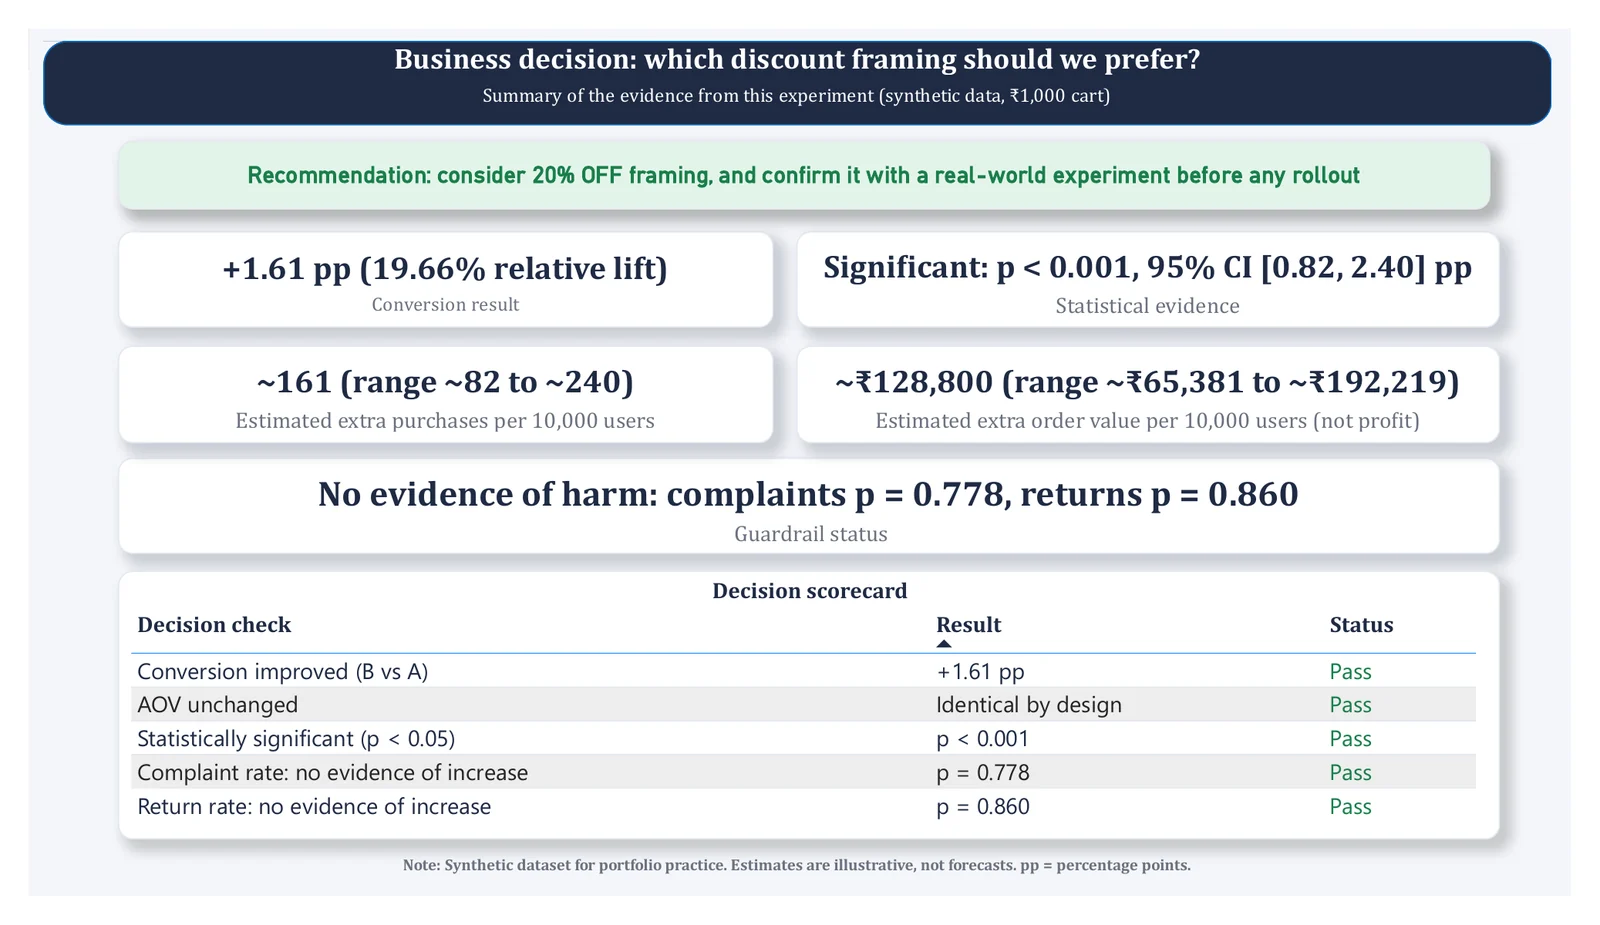 Business decision: which discount framing should we prefer?
Summary of the evidence from this experiment (synthetic data, ₹1,000 cart)
Recommendation: consider 20% OFF framing, and confirm it with a real-world experiment before any rollout
+1.61 pp (19.66% relative lift)
Conversion result
Significant: p < 0.001, 95% CI [0.82, 2.40] pp
Statistical evidence
~161 (range ~82 to ~240)
Estimated extra purchases per 10,000 users
~₹128,800 (range ~₹65,381 to ~₹192,219)
Estimated extra order value per 10,000 users (not profit)
No evidence of harm: complaints p = 0.778, returns p = 0.860
Guardrail status
Decision scorecard
Decision check Result Status
Conversion improved (B vs A) +1.61 pp Pass
AOV unchanged Identical by design Pass
Statistically significant (p < 0.05) p < 0.001 Pass
Complaint rate: no evidence of increase p = 0.778 Pass
Return rate: no evidence of increase p = 0.860 Pass
Note: Synthetic dataset for portfolio practice. Estimates are illustrative, not forecasts. pp = percentage points.